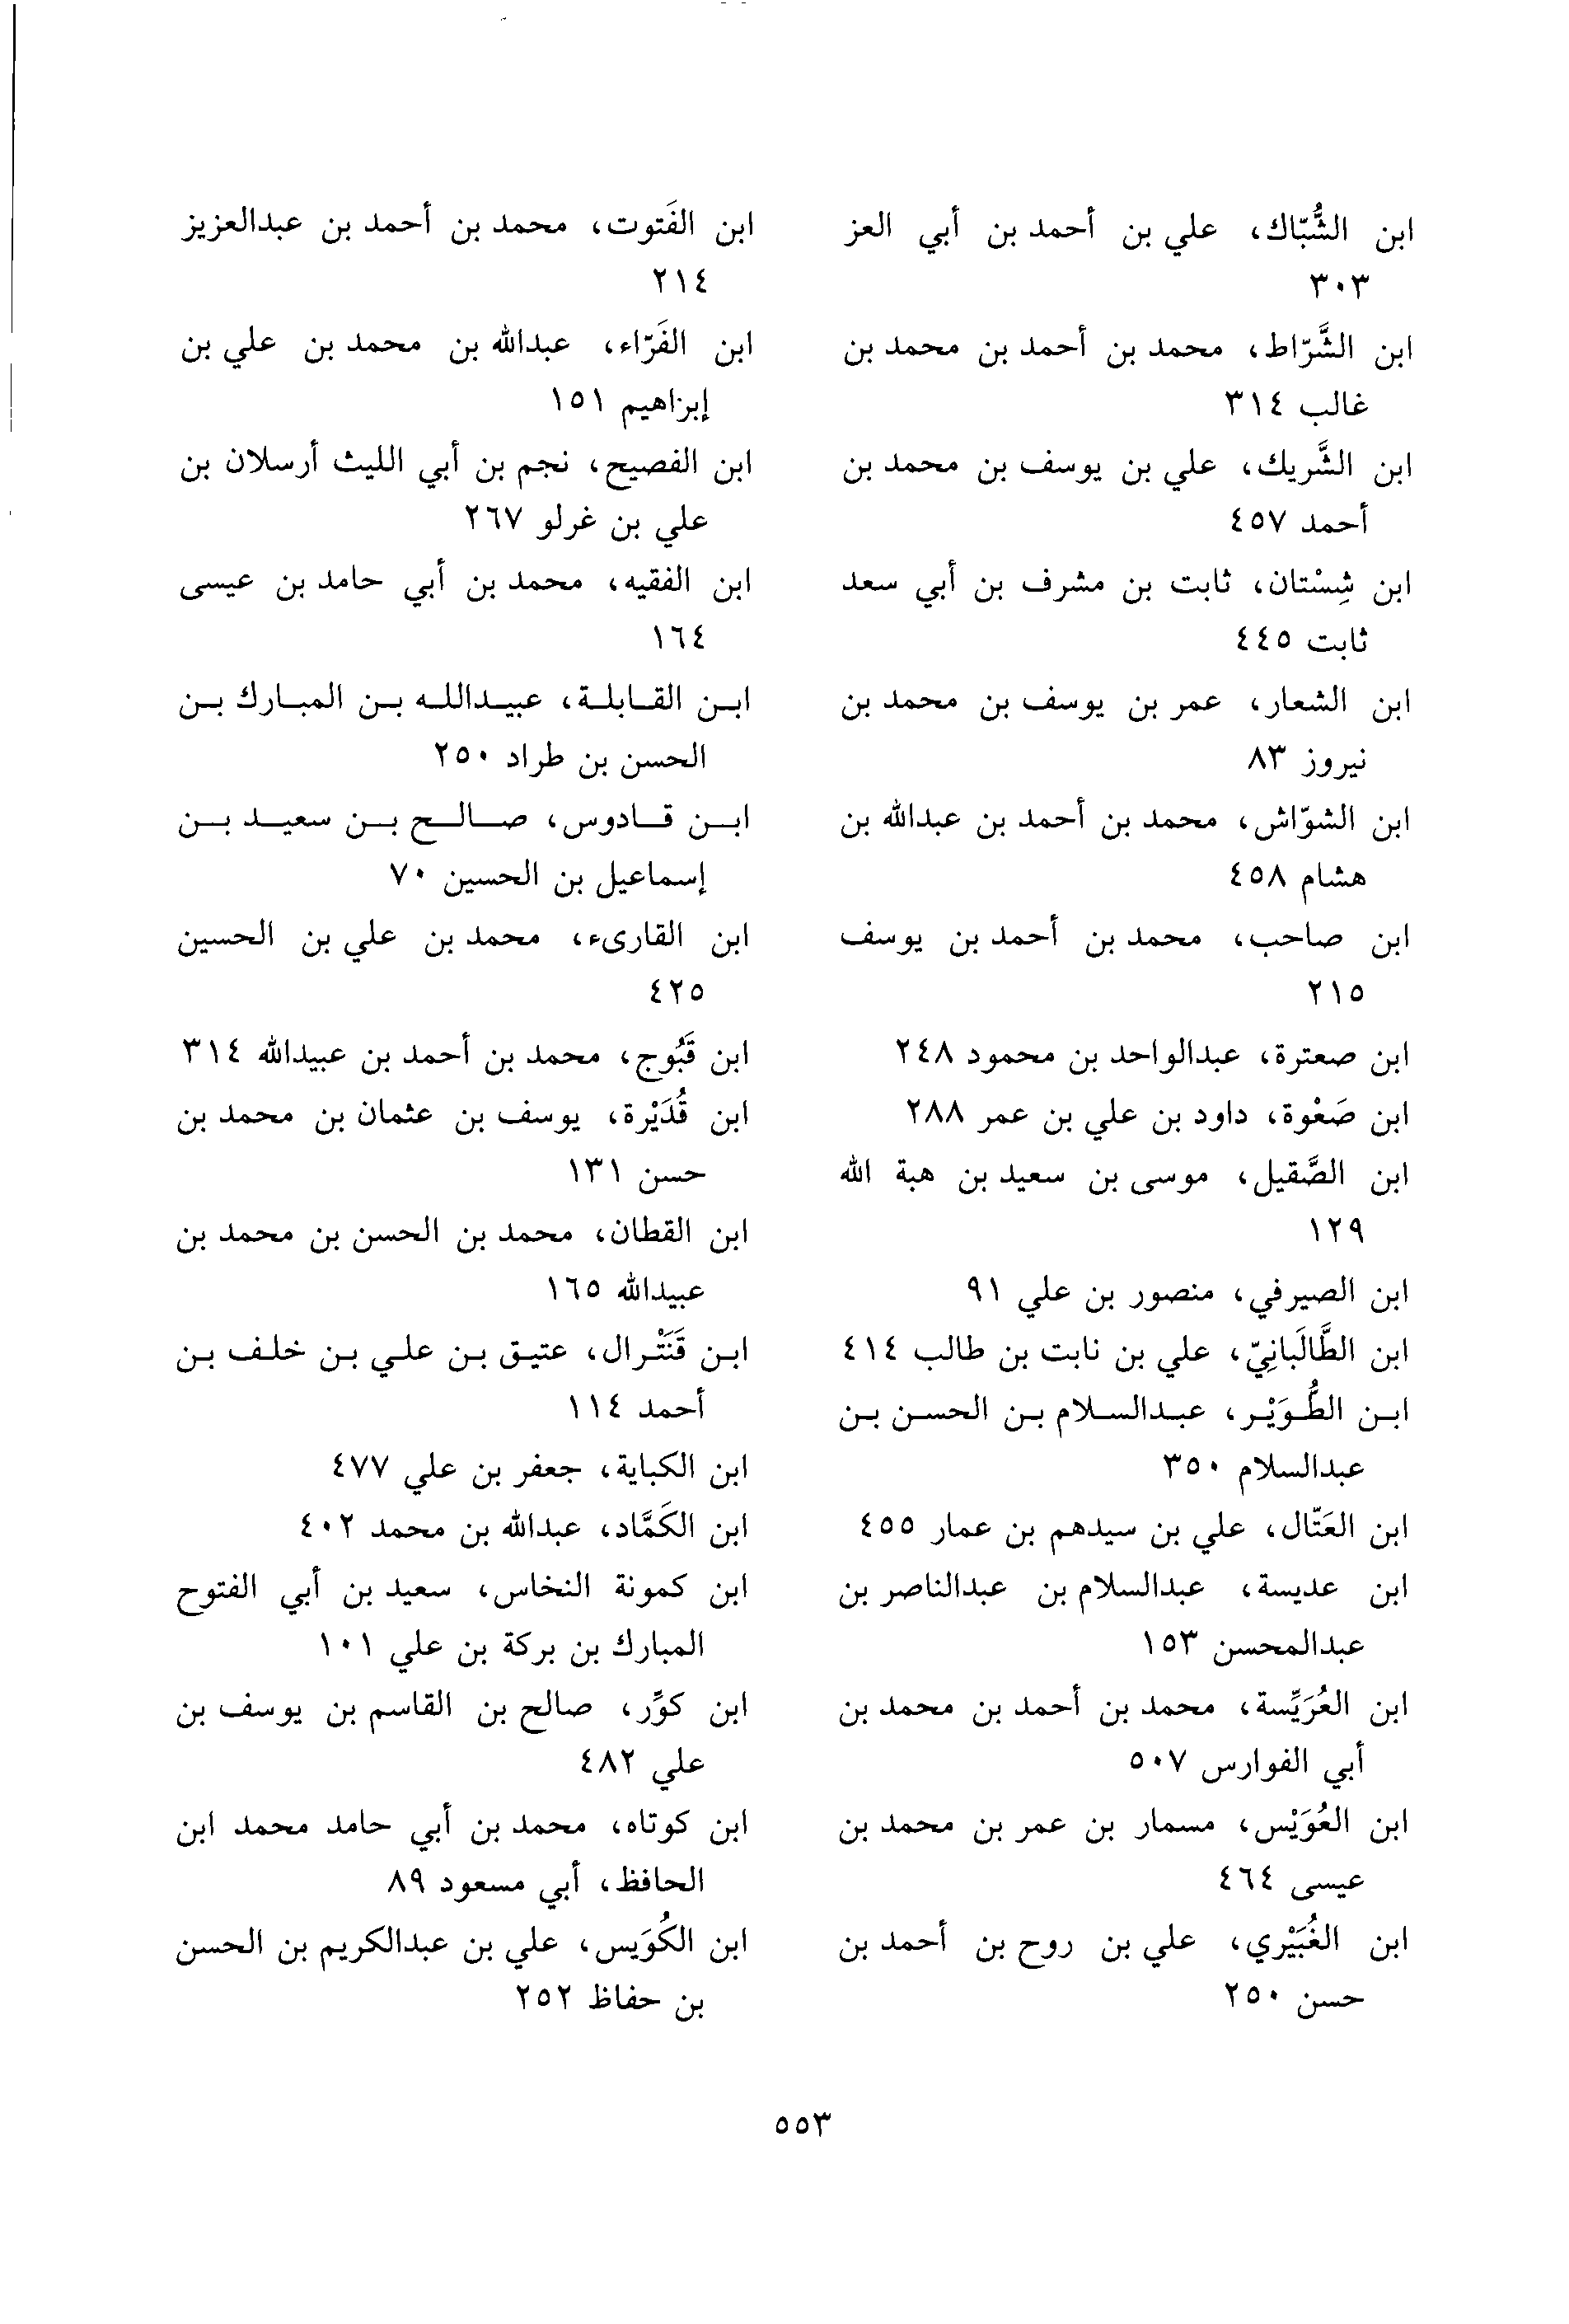 ابن الشُّبّاك، علي بن أحمد بن أبي العز
٣٠٣
ابن الشَّرّاط، محمد بن أحمد بن محمد بن
غالب ٣١٤
ابن الشَّريك، علي بن يوسف بن محمد بن
أحمد ٤٥٧
ابن شِسْتان، ثابت بن مشرف بن أبي سعد
ثابت ٤٤٥
ابن الشعار، عمر بن يوسف بن محمد بن
نيروز ٨٣
ابن الشوّاش، محمد بن أحمد بن عبدالله بن
هشام ٤٥٨
ابن صاحب، محمد بن أحمد بن يوسف
٢١٥
ابن صعترة، عبدالواحد بن محمود ٢٤٨
ابن صَعْوة، داود بن علي بن عمر ٢٨٨
ابن الصَّقيل، موسى بن سعيد بن هبة الله
١٢٩
ابن الصيرفي، منصور بن علي ٩١
ابن الطَّالَبانِيّ، علي بن نابت بن طالب ٤١٤
ابن الطُّوَيْر، عبدالسلام بن الحسن بن
عبدالسلام ٣٥٠
ابن العَتّال، علي بن سيدهم بن عمار ٤٥٥
ابن عديسة، عبدالسلام بن عبدالناصر بن
عبدالمحسن ١٥٣
ابن العُرَيِّسة، محمد بن أحمد بن محمد بن
أبي الفوارس ٥٠٧
ابن العُوَيْس، مسمار بن عمر بن محمد بن
عيسى ٤٦٤
ابن الغُبَيْري، علي بن روح بن أحمد بن
حسن ٢٥٠
ابن الفَتوت، محمد بن أحمد بن عبدالعزيز
٢١٤
ابن الفَرّاء، عبدالله بن محمد بن علي بن
إبراهيم ١٥١
ابن الفصيح، نجم بن أبي الليث أرسلان بن
علي بن غرلو ٢٦٧
ابن الفقيه، محمد بن أبي حامد بن عيسى
١٦٤
ابن القابلة، عبيدالله بن المبارك بن
الحسن بن طراد ٢٥٠
ابن قادوس، صالح بن سعيد بن
إسماعيل بن الحسين ٧٠
ابن القارىء، محمد بن علي بن الحسين
٤٢٥
ابن قَبُوج، محمد بن أحمد بن عبيدالله ٣١٤
ابن قُدَيْرة، يوسف بن عثمان بن محمد بن
حسن ١٣١
ابن القطان، محمد بن الحسن بن محمد بن
عبيدالله ١٦٥
ابن قَنَتْرال، عتيق بن علي بن خلف بن
أحمد ١١٤
ابن الكباية، جعفر بن علي ٤٧٧
ابن الكَمَّاد، عبدالله بن محمد ٤٠٢
ابن كمونة النخاس، سعيد بن أبي الفتوح
المبارك بن بركة بن علي ١٠١
ابن كوِّر، صالح بن القاسم بن يوسف بن
علي ٤٨٢
ابن كوتاه، محمد بن أبي حامد محمد ابن
الحافظ، أبي مسعود ٨٩
ابن الكُوَيس، علي بن عبدالكريم بن الحسن
بن حفاظ ٢٥٢
٥٥٣